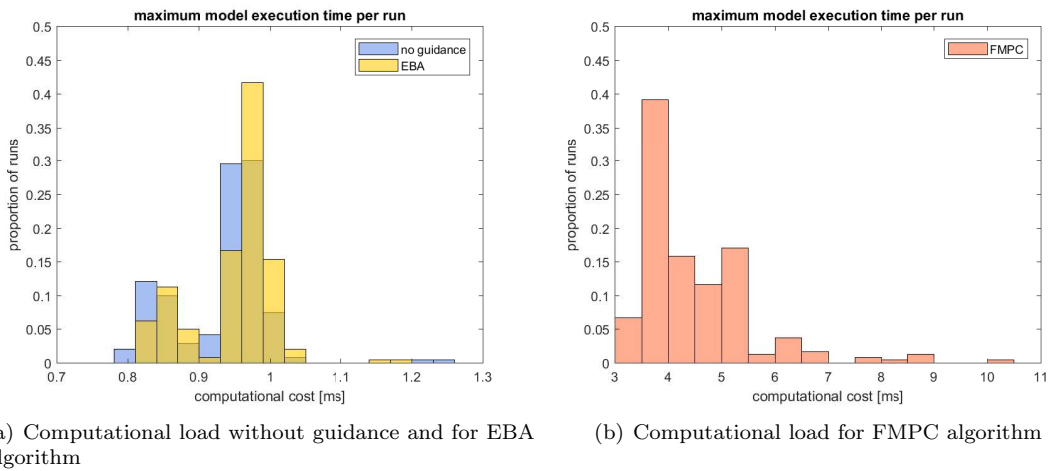 maximum model execution time per run
0.5
0.45
0.4
0.35
0.3
0.25
0.2
0.15
0.1
0.05
0
proportion of runs
no guidance
EBA
0.7 0.8 0.9 1 1.1 1.2 1.3
computational cost [ms]
maximum model execution time per run
0.5
0.45
0.4
0.35
0.3
0.25
0.2
0.15
0.1
0.05
0
proportion of runs
FMPC
3 4 5 6 7 8 9 10 11
computational cost [ms]
a) Computational load without guidance and for EBA
lgorithm
(b) Computational load for FMPC algorithm